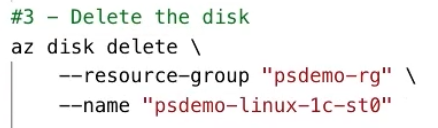 #3 - Delete the disk
az disk delete \
--resource-group "psdemo-rg" \
--name "psdemo-linux-1c-st0"